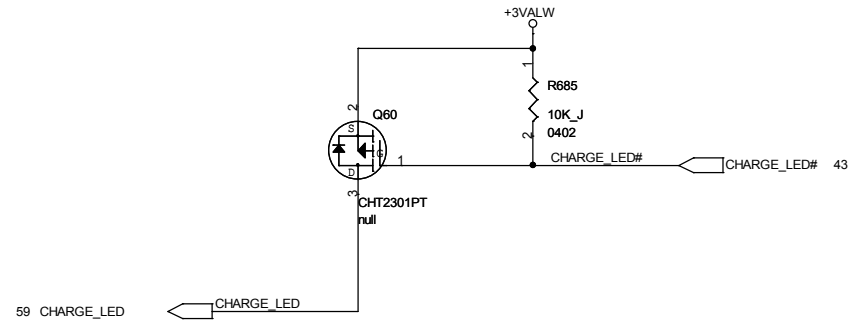 +3VALW
1
R685
10K_J
0402
2
2
Q60
S
G
D
1
3
CHT2301PT
null
CHARGE_LED#
CHARGE_LED# 43
59 CHARGE_LED
CHARGE_LED